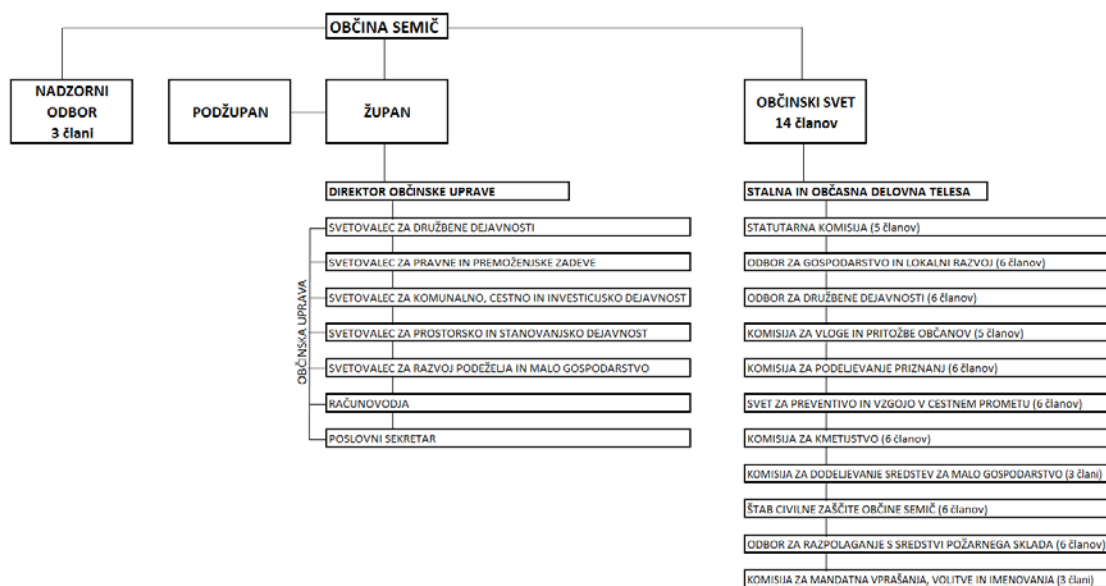 OBČINA SEMIČ
NADZORNI
ODBOR
3 člani
PODŽUPAN
ŽUPAN
OBČINSKI SVET
14 članov
DIREKTOR OBČINSKE UPRAVE
OBČINSKA UPRAVA
SVETOVALEC ZA DRUŽBENE DEJAVNOSTI
SVETOVALEC ZA PRAVNE IN PREMOŽENJSKE ZADEVE
SVETOVALEC ZA KOMUNALNO, CESTNO IN INVESTICIJSKO DEJAVNOST
SVETOVALEC ZA PROSTORSKO IN STANOVANJSKO DEJAVNOST
SVETOVALEC ZA RAZVOJ PODEŽELJA IN MALO GOSPODARSTVO
RAČUNOVODJA
POSLOVNI SEKRETAR
STALNA IN OBČASNA DELOVNA TELESA
STATUTARNA KOMISIJA (5 članov)
ODBOR ZA GOSPODARSTVO IN LOKALNI RAZVOJ (6 članov)
ODBOR ZA DRUŽBENE DEJAVNOSTI (6 članov)
KOMISIJA ZA VLOGE IN PRITOŽBE OBČANOV (5 članov)
KOMISIJA ZA PODELJEVANJE PRIZNANJ (6 članov)
SVET ZA PREVENTIVO IN VZGOJO V CESTNEM PROMETU (6 članov)
KOMISIJA ZA KMETIJSTVO (6 članov)
KOMISIJA ZA DODELJEVANJE SREDSTEV ZA MALO GOSPODARSTVO (3 člani)
ŠTAB CIVILNE ZAŠČITE OBČINE SEMIČ (6 članov)
ODBOR ZA RAZPOLAGANJE S SREDSTVI POŽARNEGA SKLADA (6 članov)
KOMISIJA ZA MANDATNA VPRAŠANJA, VOLITVE IN IMENOVANJA (3 člani)